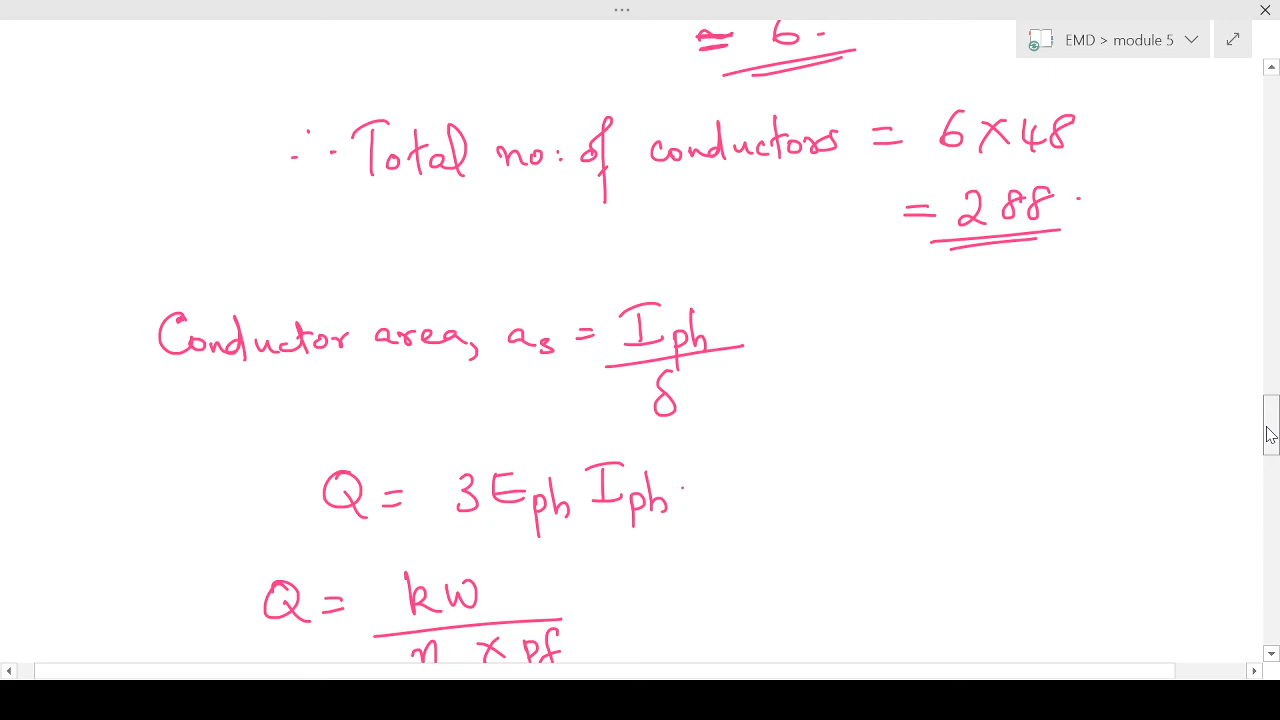 EMD > module 5
≃ 6.
∴ Total no: of conductors = 6 × 48
= 288.
Conductor area, as = Iph
δ
Q = 3 Eph Iph.
Q = kW
η × pf